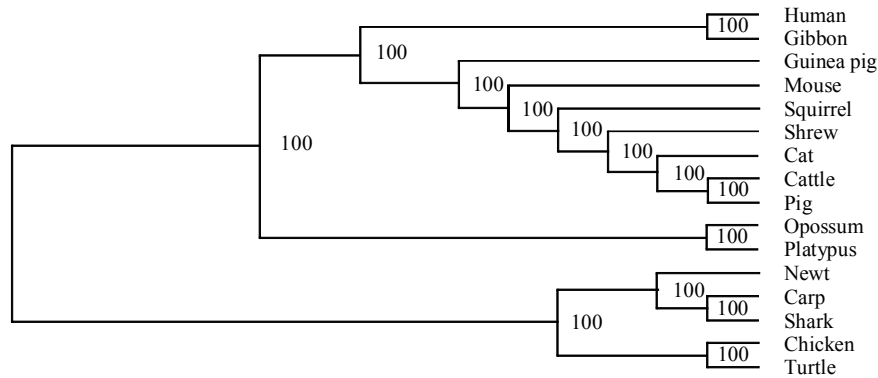 Human
100
Gibbon
100
Guinea pig
100
Mouse
100
Squirrel
100
Shrew
100
Cat
100
Cattle
100
Pig
100
Opossum
100
Platypus
Newt
100
Carp
100
Shark
100
Chicken
100
Turtle